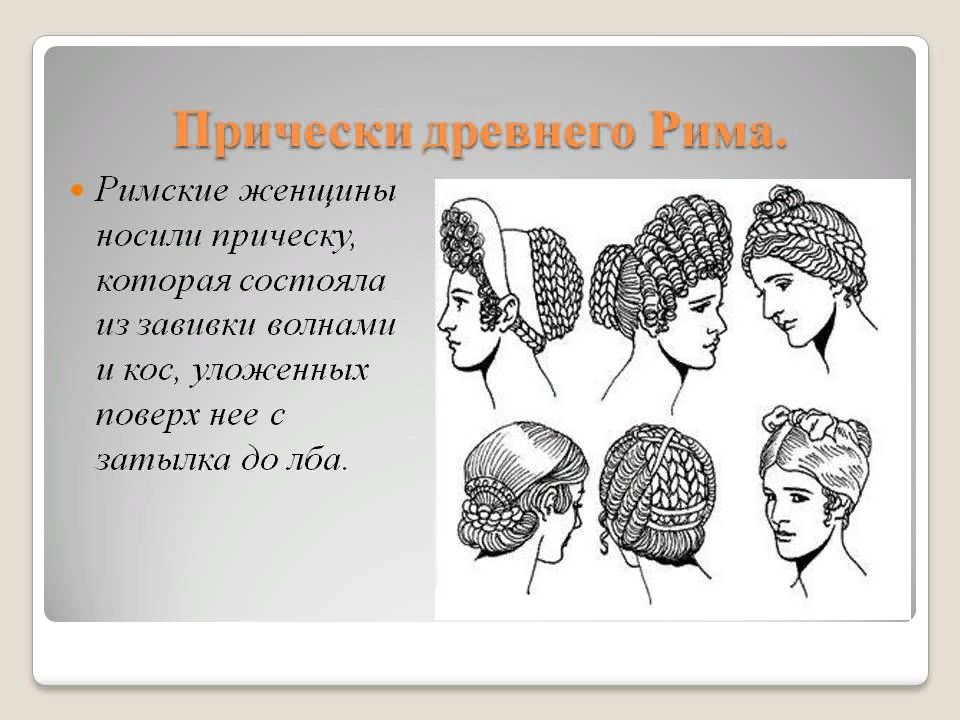 Прически древнего Рима.
Римские женщины
носили прическу,
которая состояла
из завивки волнами
и кос, уложенных
поверх нее с
затылка до лба.